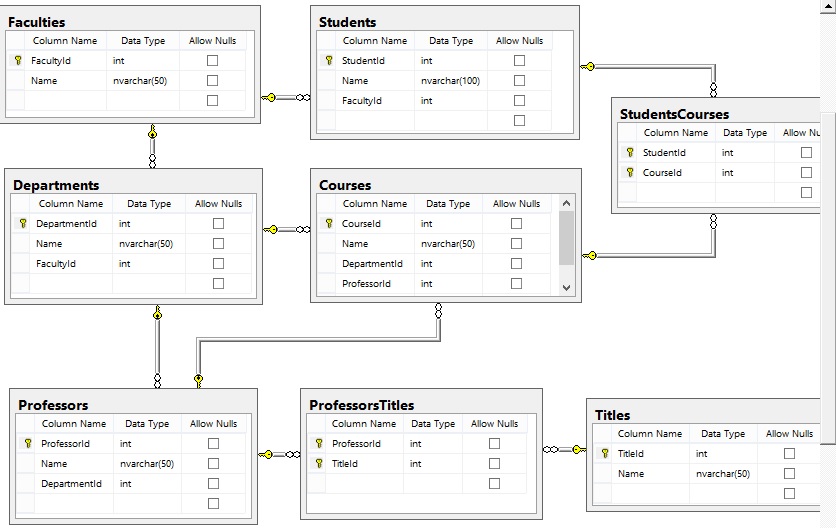 Faculties
Column Name Data Type Allow Nulls
FacultyId int
Name nvarchar(50)
Students
Column Name Data Type Allow Nulls
StudentId int
Name nvarchar(100)
FacultyId int
StudentsCourses
Column Name Data Type Allow Nu
StudentId int
CourseId int
Departments
Column Name Data Type Allow Nulls
DepartmentId int
Name nvarchar(50)
FacultyId int
Courses
Column Name Data Type Allow Nulls
CourseId int
Name nvarchar(50)
DepartmentId int
ProfessorId int
Professors
Column Name Data Type Allow Nulls
ProfessorId int
Name nvarchar(50)
DepartmentId int
ProfessorsTitles
Column Name Data Type Allow Nulls
ProfessorId int
TitleId int
Titles
Column Name Data Type Allow Nulls
TitleId int
Name nvarchar(50)